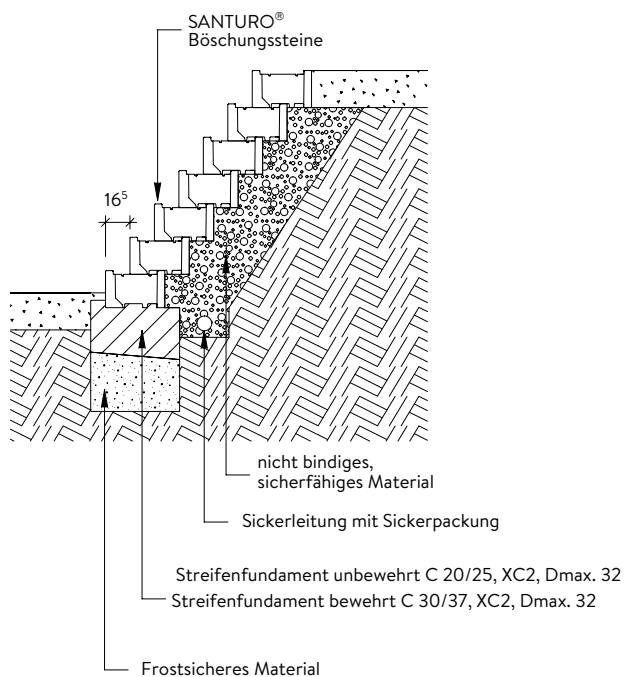 SANTURO®
Böschungssteine
16⁵
nicht bindiges,
sicherfähiges Material
Sickerleitung mit Sickerpackung
Streifenfundament unbewehrt C 20/25, XC2, Dmax. 32
Streifenfundament bewehrt C 30/37, XC2, Dmax. 32
Frostsicheres Material